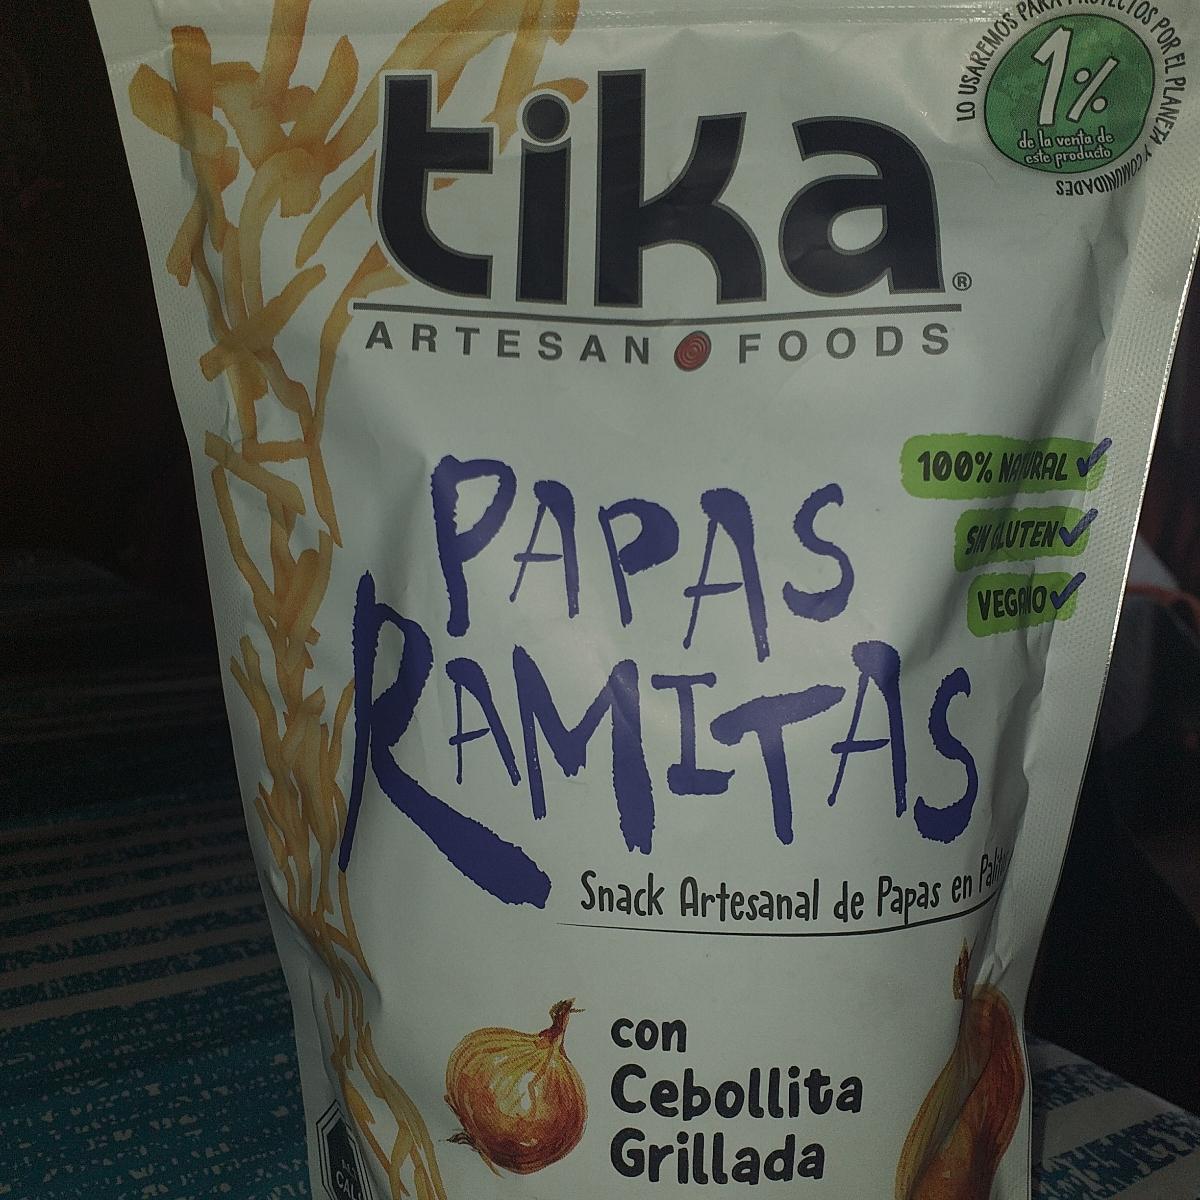 LO USAREMOS PARA PROYECTOS POR EL PLANETA Y COMUNIDADES
1%
de la venta de
este producto
tika®
ARTESAN FOODS
100% NATURAL
SIN GLUTEN
VEGANO
PAPAS
RAMITAS
Snack Artesanal de Papas en
con
Cebollita
Grillada